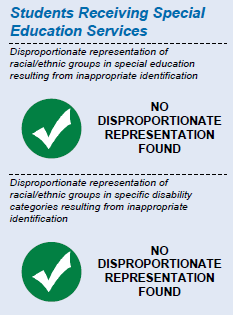 Students Receiving Special
Education Services
Disproportionate representation of
racial/ethnic groups in special education
resulting from inappropriate identification
NO
DISPROPORTIONATE
REPRESENTATION
FOUND
Disproportionate representation of
racial/ethnic groups in specific disability
categories resulting from inappropriate
identification
NO
DISPROPORTIONATE
REPRESENTATION
FOUND